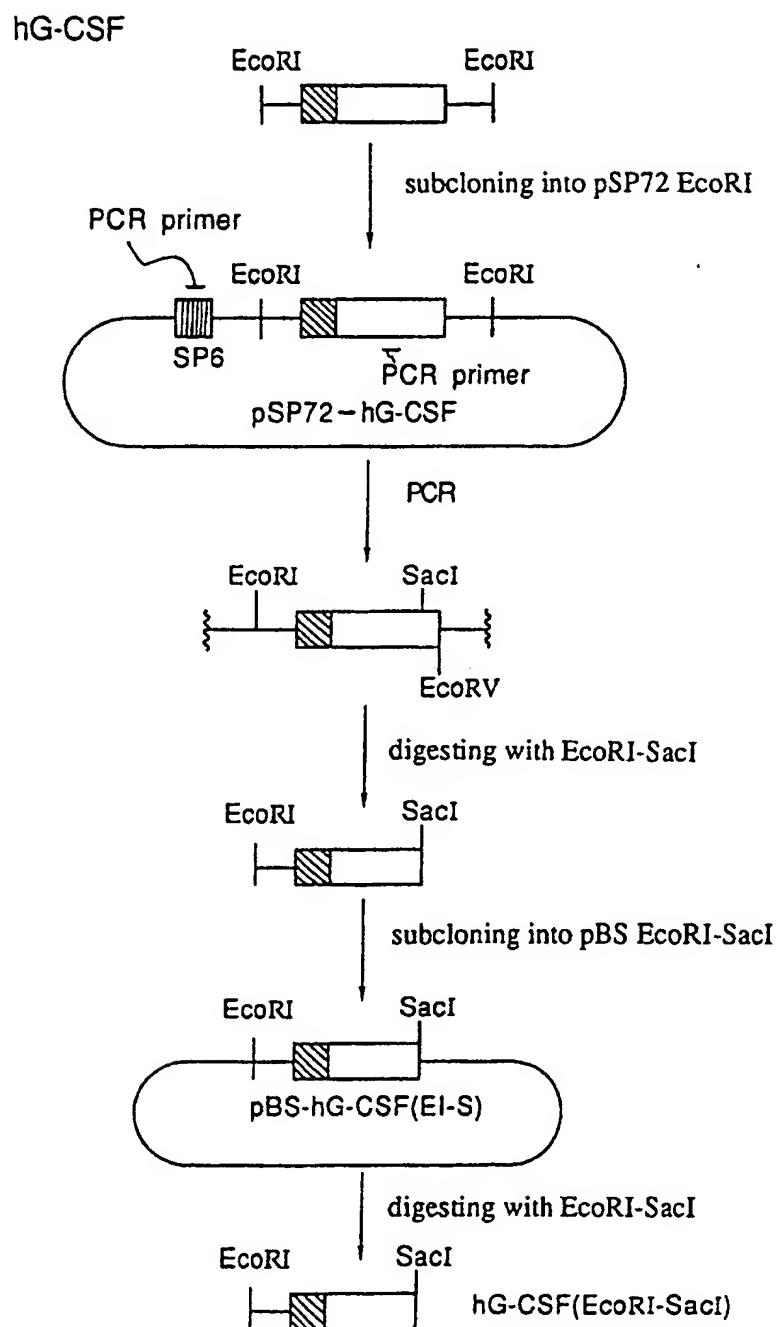 hG-CSF
EcoRI EcoRI
subcloning into pSP72 EcoRI
PCR primer
EcoRI EcoRI
SP6
PCR primer
pSP72-hG-CSF
PCR
EcoRI SacI
EcoRV
digesting with EcoRI-SacI
EcoRI SacI
subcloning into pBS EcoRI-SacI
EcoRI SacI
pBS-hG-CSF(EI-S)
digesting with EcoRI-SacI
EcoRI SacI
hG-CSF(EcoRI-SacI)